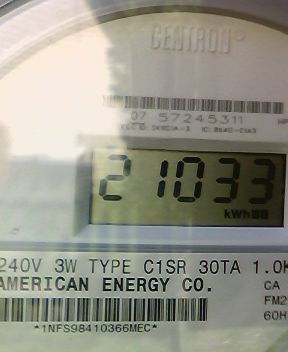 CENTRON®
07 57245311
21033
kWh
240V 3W TYPE C1SR 30TA 1.0K
AMERICAN ENERGY CO.
CA
FM2
60H
*1NFS98410366MEC*